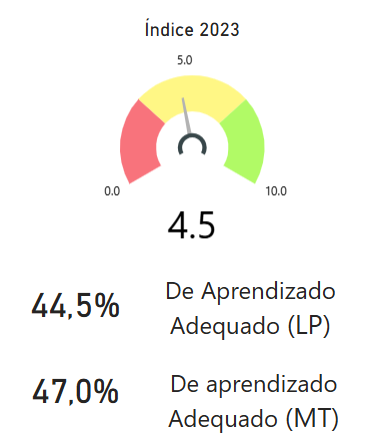 Índice 2023
5.0
0.0
10.0
4.5
44,5%
De Aprendizado
Adequado (LP)
47,0%
De aprendizado
Adequado (MT)